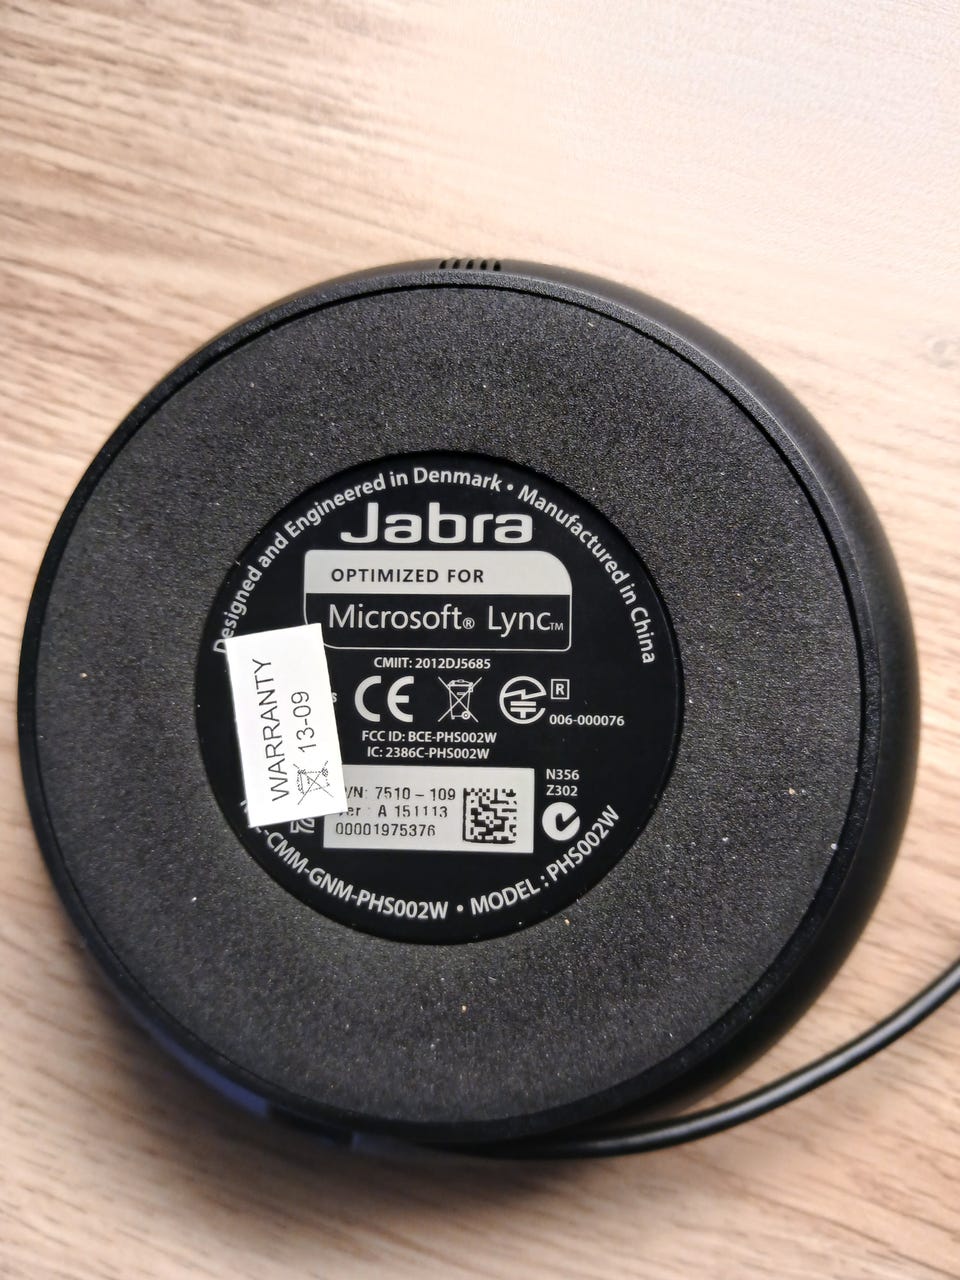 Designed and Engineered in Denmark • Manufactured in China
Jabra
OPTIMIZED FOR
Microsoft® Lync™
CMIIT: 2012DJ5685
CE
R
006-000076
FCC ID: BCE-PHS002W
IC: 2386C-PHS002W
WARRANTY
13-09
/N: 7510 - 109
er : A 151113
00001975376
N356
Z302
-CMM-GNM-PHS002W • MODEL : PHS002W